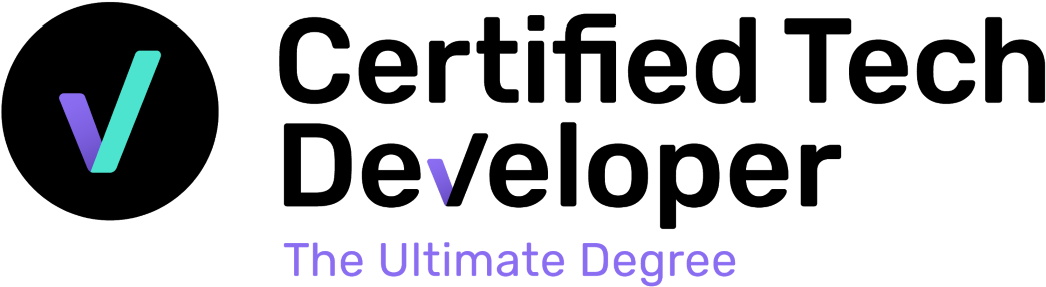 Certified Tech
Developer
The Ultimate Degree